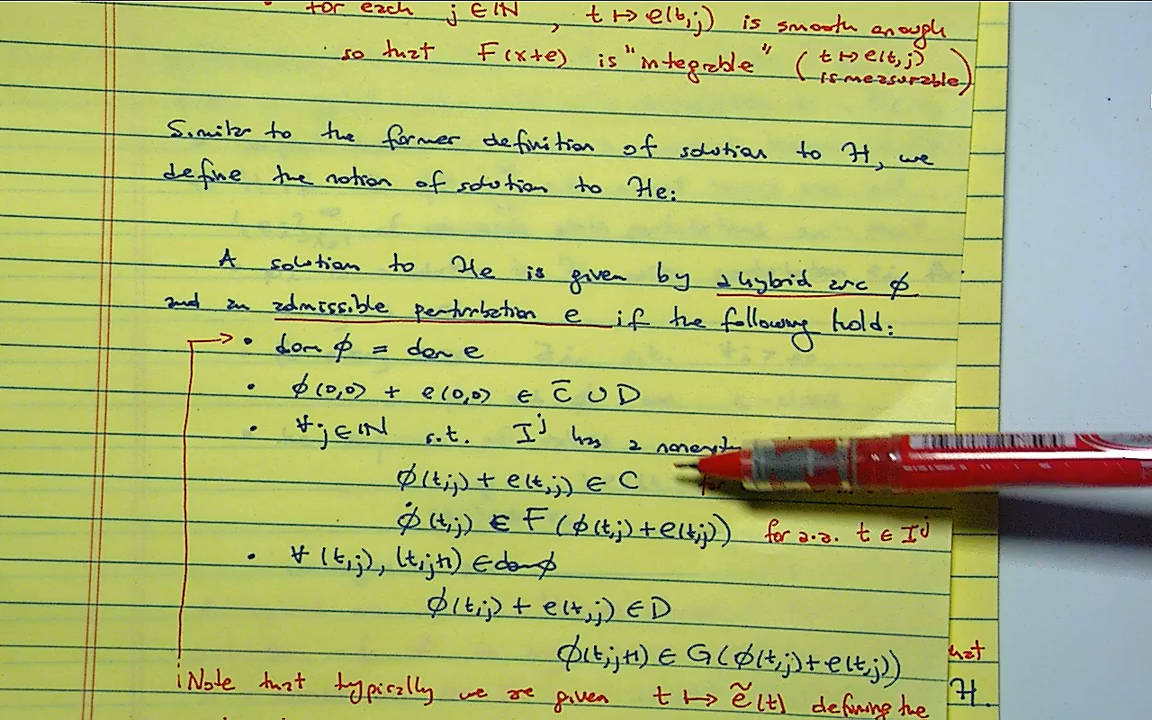 • for each j ∈ ℕ, t ↦ e(t,j) is smooth enough
so that F(x+e) is "integrable" (t ↦ e(t,j) is measurable)
Similar to the former definition of solution to H, we
define the notion of solution to He:
A solution to He is given by a hybrid arc ϕ
and an admissible perturbation e if the following hold:
• dom ϕ = dom e
• ϕ(0,0) + e(0,0) ∈ C̄ ∪ D
• ∀ j ∈ ℕ s.t. I^j has a
ϕ(t,j) + e(t,j) ∈ C for
ϕ̇(t,j) ∈ F(ϕ(t,j)+e(t,j)) for a.a. t ∈ I^j
• ∀ (t,j), (t,j+1) ∈ dom ϕ
ϕ(t,j) + e(t,j) ∈ D
ϕ(t,j+1) ∈ G(ϕ(t,j)+e(t,j))
Note that typically we are given t ↦ ẽ(t) defining the
H.